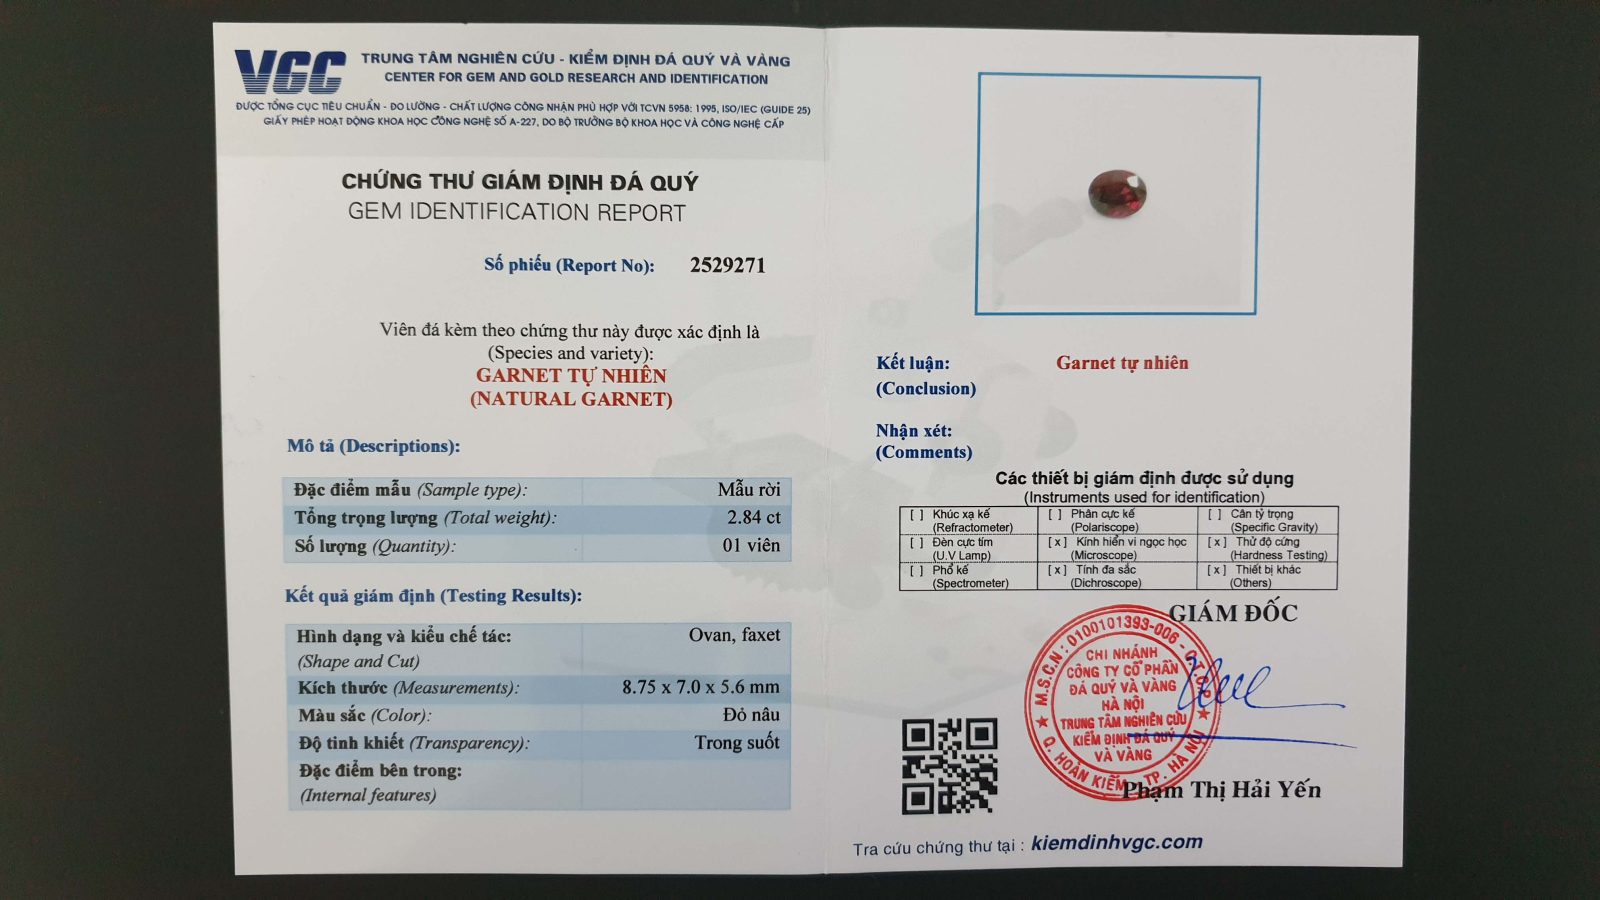 VGC
TRUNG TÂM NGHIÊN CỨU - KIỂM ĐỊNH ĐÁ QUÝ VÀ VÀNG
CENTER FOR GEM AND GOLD RESEARCH AND IDENTIFICATION
ĐƯỢC TỔNG CỤC TIÊU CHUẨN - ĐO LƯỜNG - CHẤT LƯỢNG CÔNG NHẬN PHÙ HỢP VỚI TCVN 5958: 1995, ISO/IEC (GUIDE 25)
GIẤY PHÉP HOẠT ĐỘNG KHOA HỌC CÔNG NGHỆ SỐ A-227, DO BỘ TRƯỞNG BỘ KHOA HỌC VÀ CÔNG NGHỆ CẤP
CHỨNG THƯ GIÁM ĐỊNH ĐÁ QUÝ
GEM IDENTIFICATION REPORT
Số phiếu (Report No): 2529271
Viên đá kèm theo chứng thư này được xác định là
(Species and variety):
GARNET TỰ NHIÊN
(NATURAL GARNET)
Mô tả (Descriptions):
Đặc điểm mẫu (Sample type): Mẫu rời
Tổng trọng lượng (Total weight): 2.84 ct
Số lượng (Quantity): 01 viên
Kết quả giám định (Testing Results):
Hình dạng và kiểu chế tác: Ovan, faxet
(Shape and Cut)
Kích thước (Measurements): 8.75 x 7.0 x 5.6 mm
Màu sắc (Color): Đỏ nâu
Độ tinh khiết (Transparency): Trong suốt
Đặc điểm bên trong:
(Internal features)
Kết luận: Garnet tự nhiên
(Conclusion)
Nhận xét:
(Comments)
Các thiết bị giám định được sử dụng
(Instruments used for identification)
[ ] Khúc xạ kế [ ] Phân cực kế [ ] Cân tỷ trọng
(Refractometer) (Polariscope) (Specific Gravity)
[ ] Đèn cực tím [x] Kính hiển vi ngọc học [x] Thử độ cứng
(U.V Lamp) (Microscope) (Hardness Testing)
[ ] Phổ kế [x] Tính đa sắc [x] Thiết bị khác
(Spectrometer) (Dichroscope) (Others)
GIÁM ĐỐC
M.S.C.N: 0100101393-006 - C.T.C.P
CHI NHÁNH
CÔNG TY CỔ PHẦN
ĐÁ QUÝ VÀ VÀNG
HÀ NỘI
TRUNG TÂM NGHIÊN CỨU
KIỂM ĐỊNH ĐÁ QUÝ
VÀ VÀNG
Q. HOÀN KIẾM - TP. HÀ NỘI
Phạm Thị Hải Yến
Tra cứu chứng thư tại : kiemdinhvgc.com